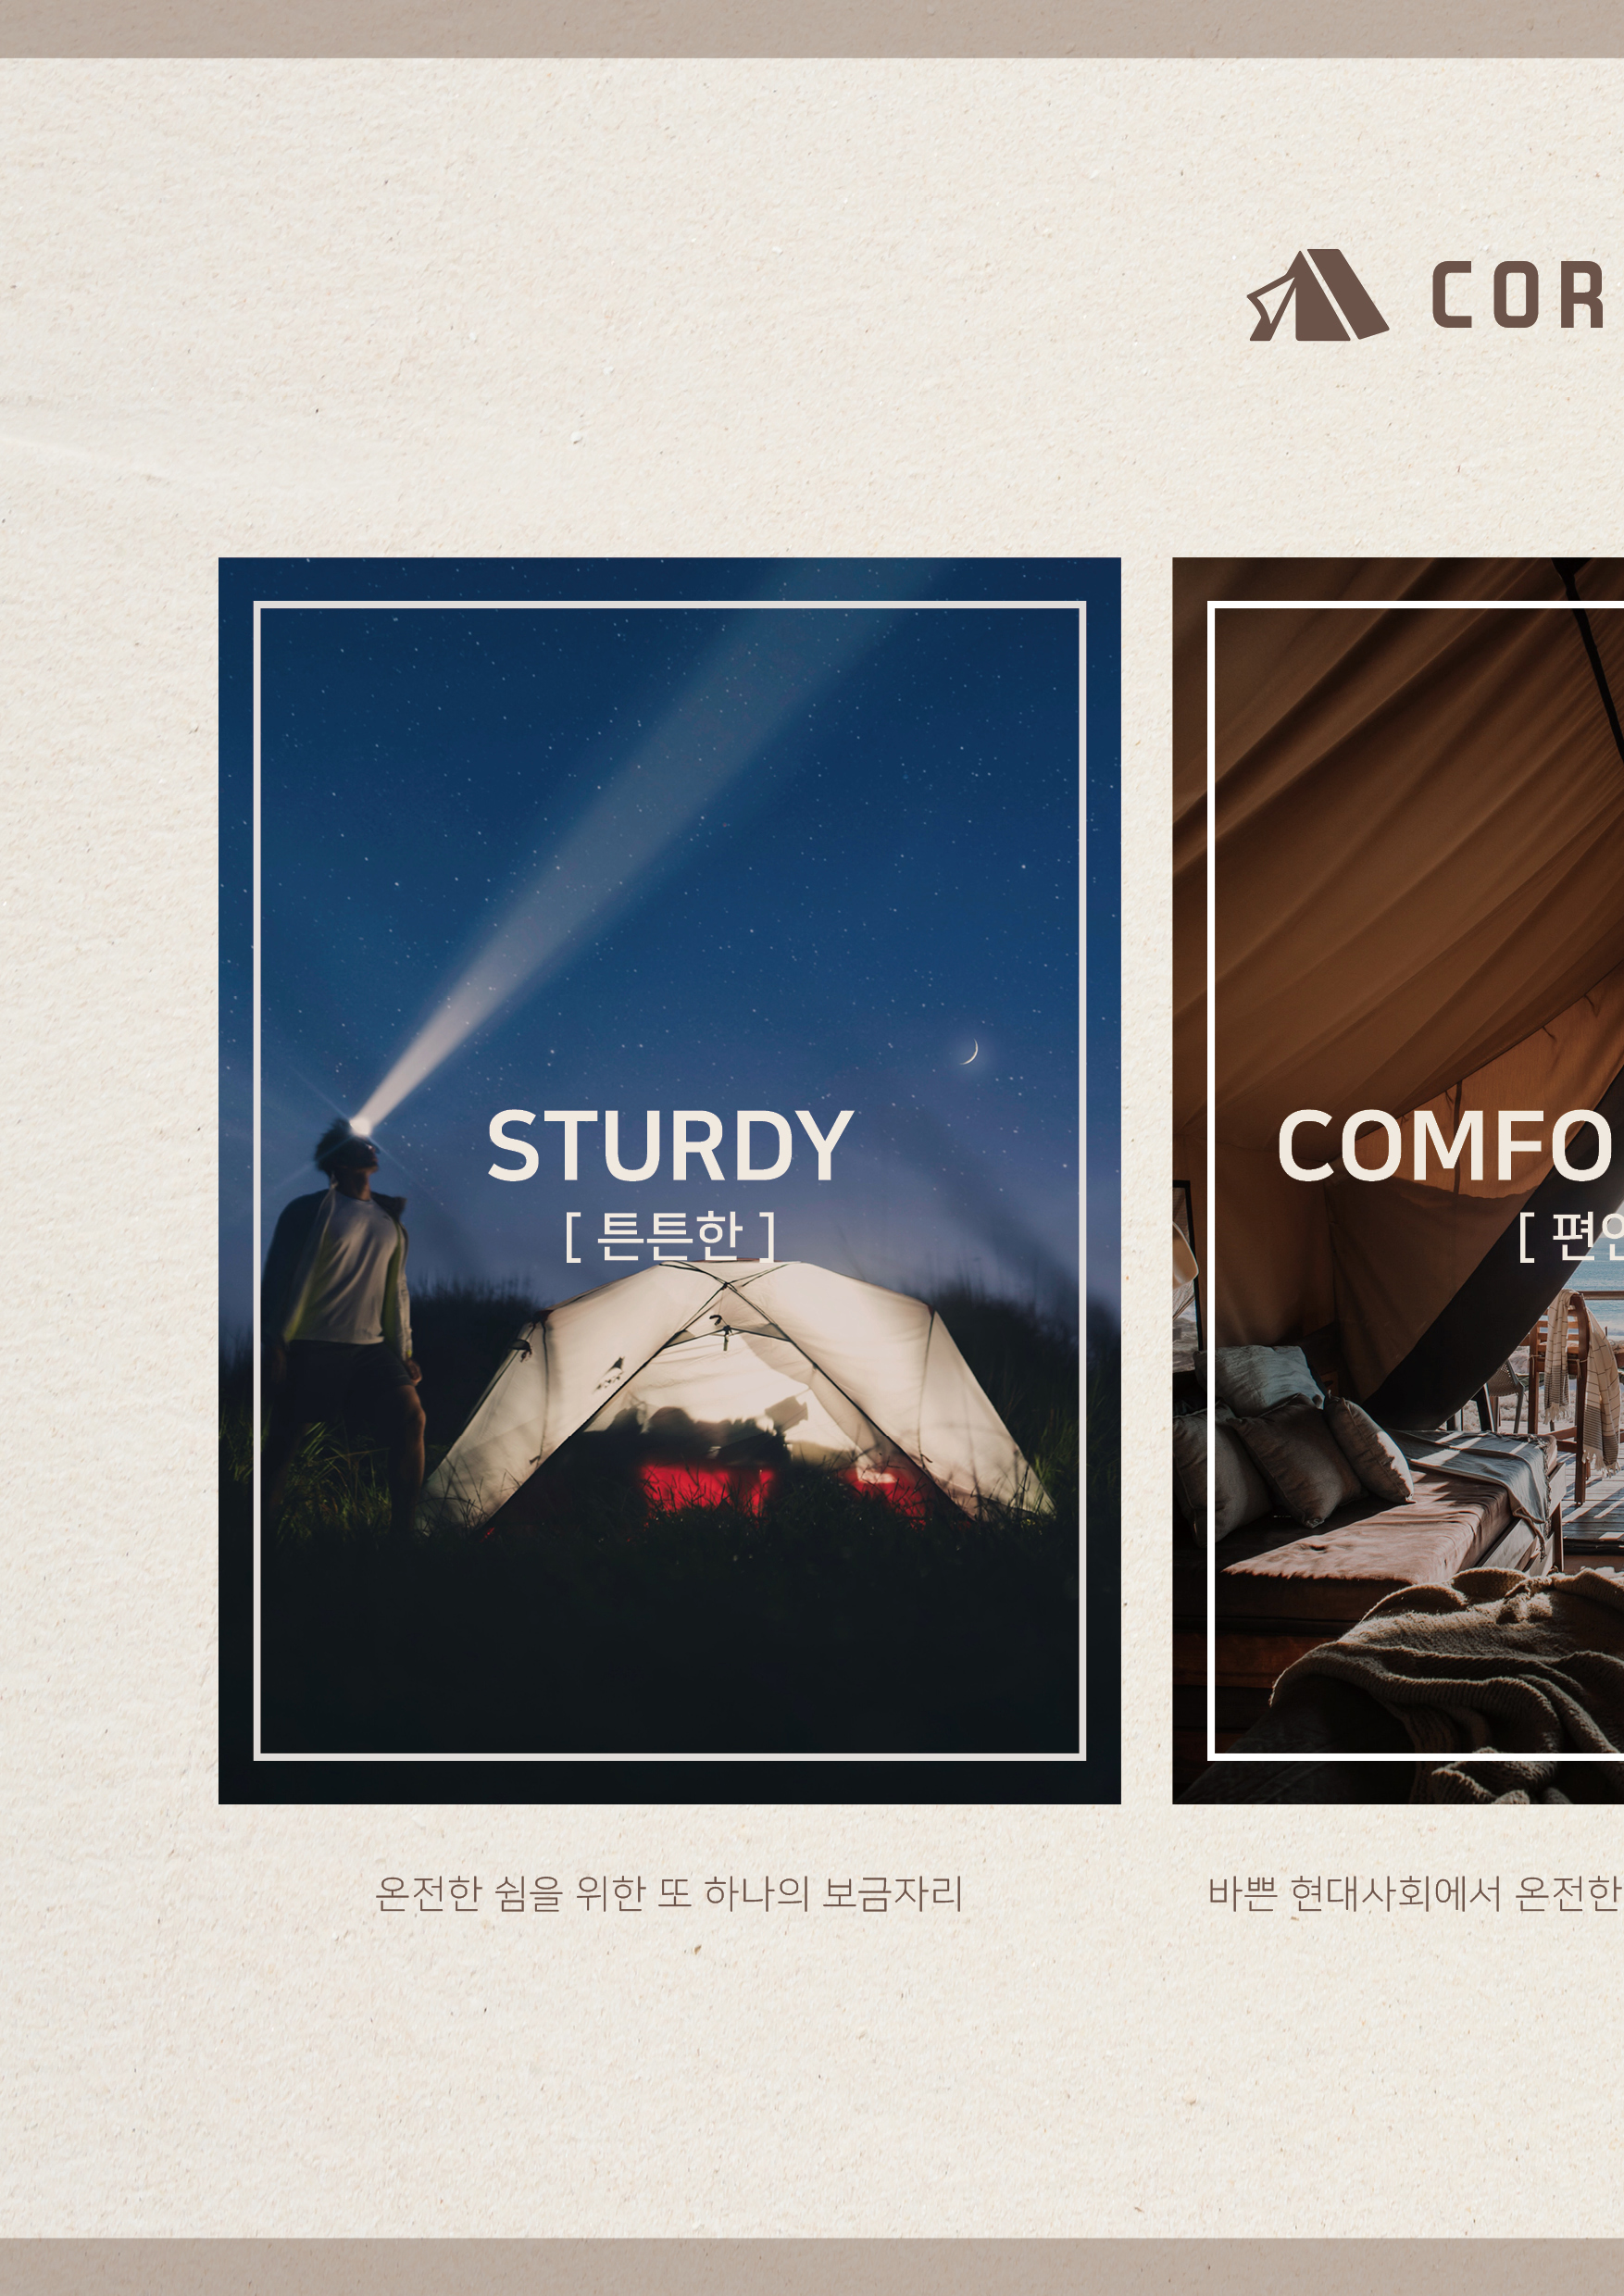 COR
STURDY
[ 튼튼한 ]
온전한 쉼을 위한 또 하나의 보금자리
COMFO
[ 편안
바쁜 현대사회에서 온전한